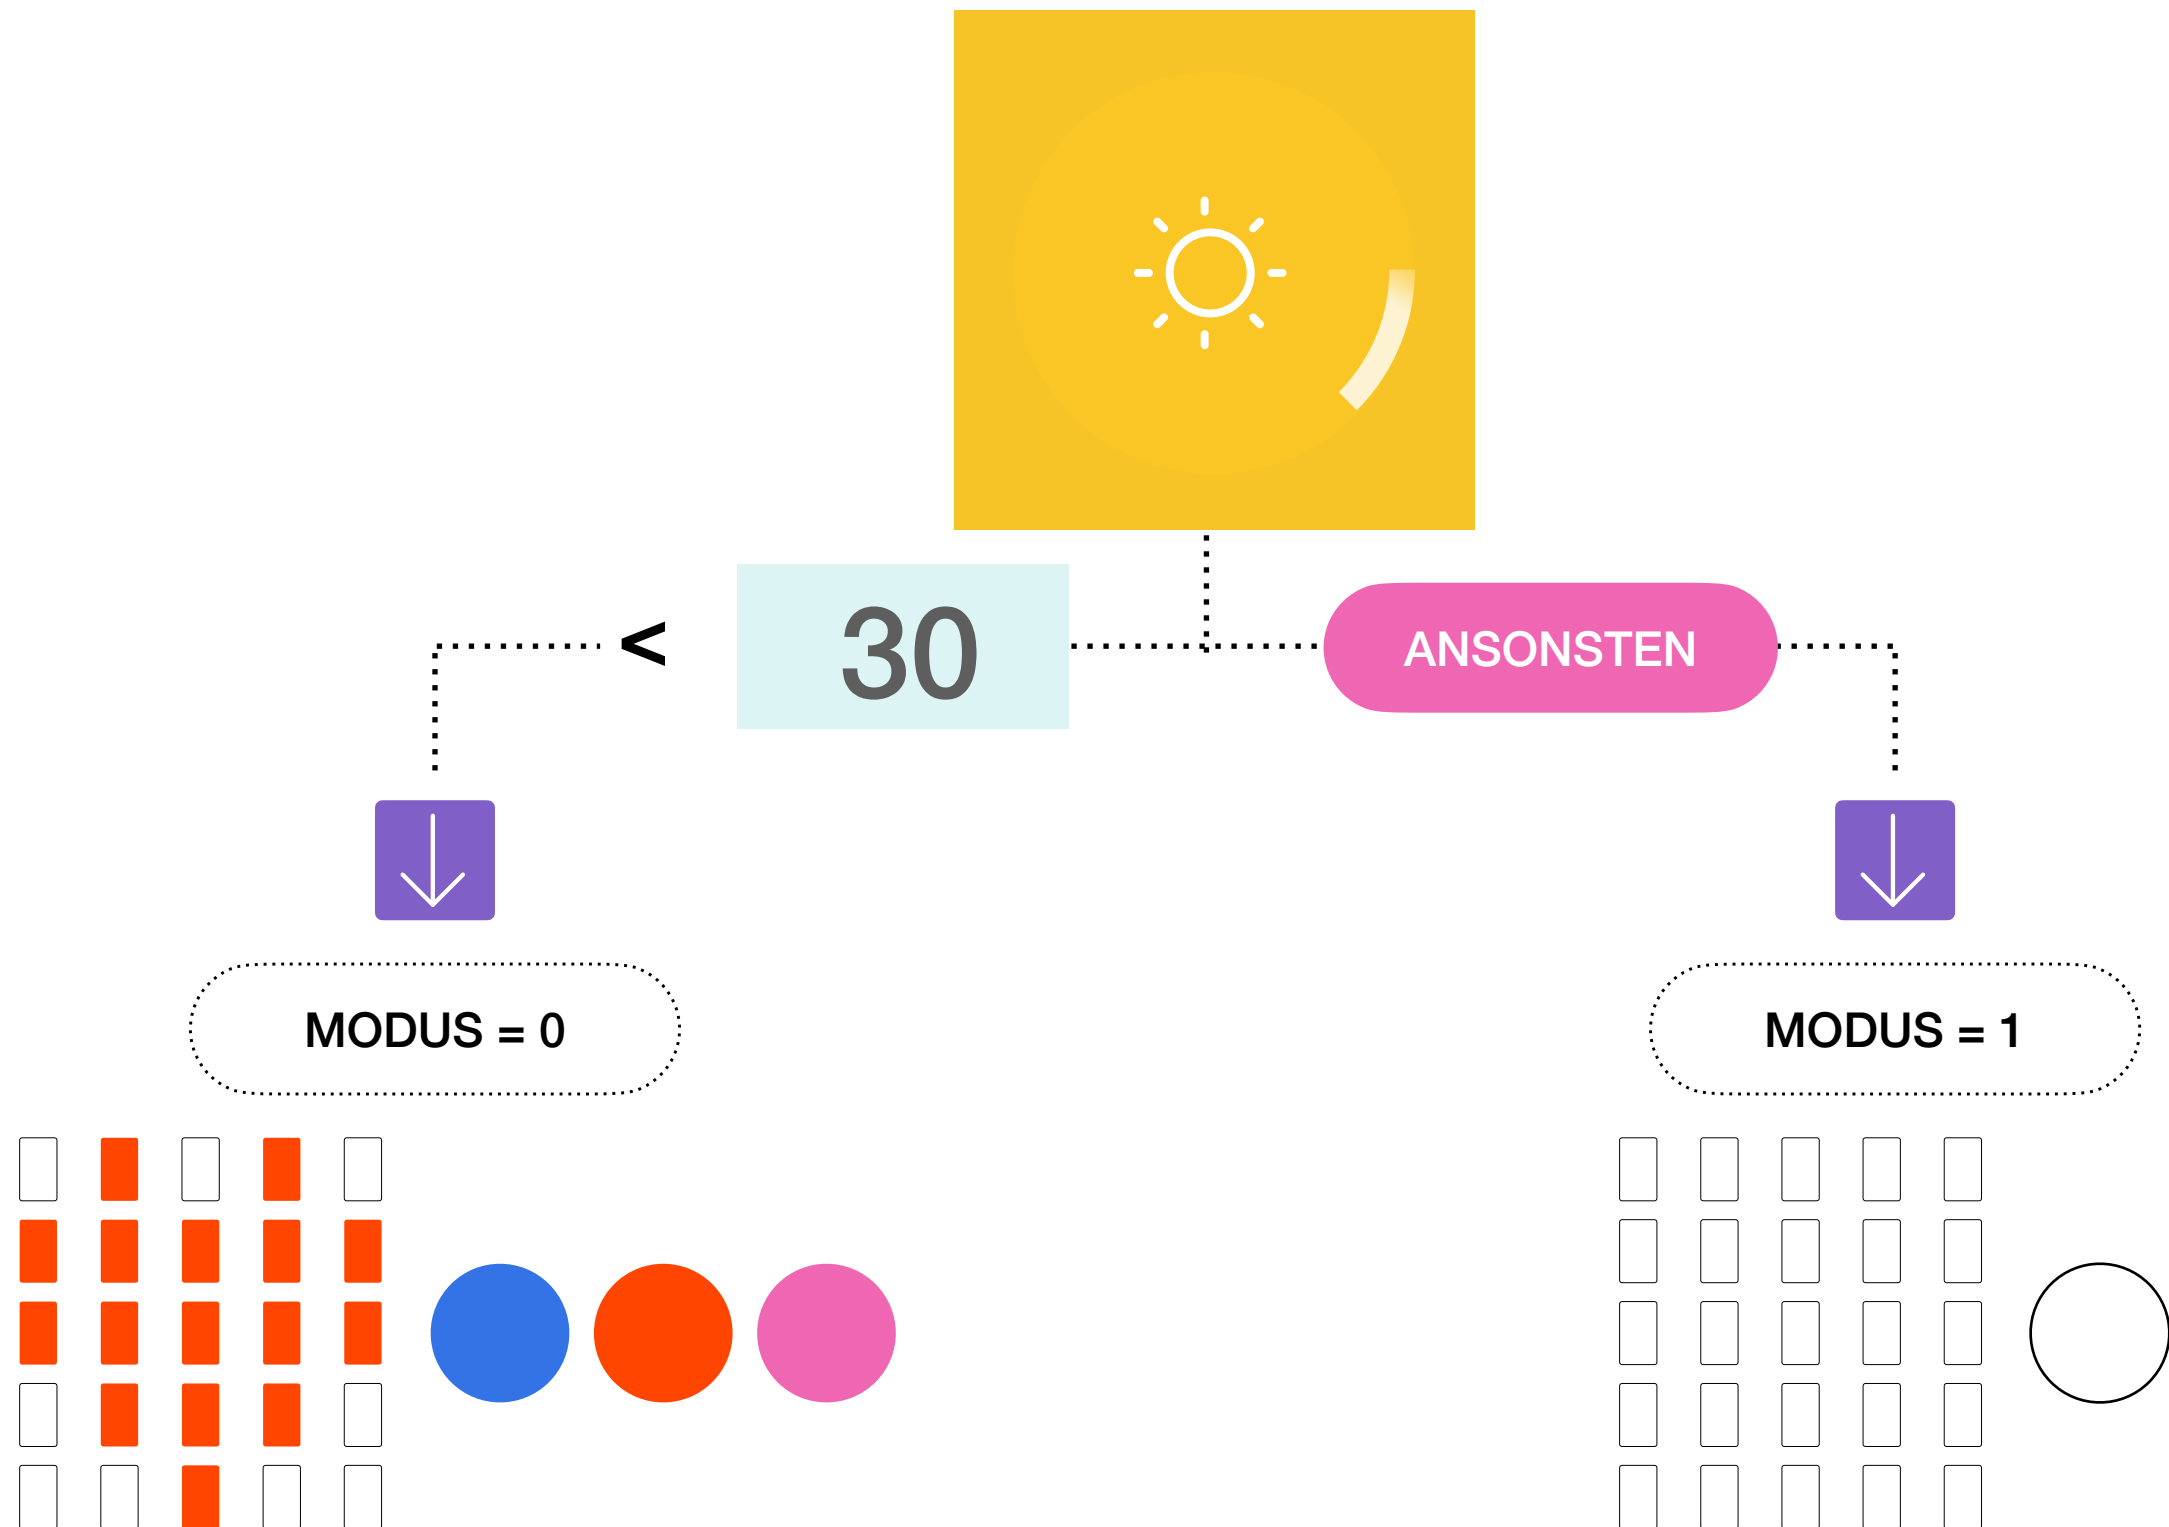 < 30
ANSONSTEN
MODUS = 0
MODUS = 1